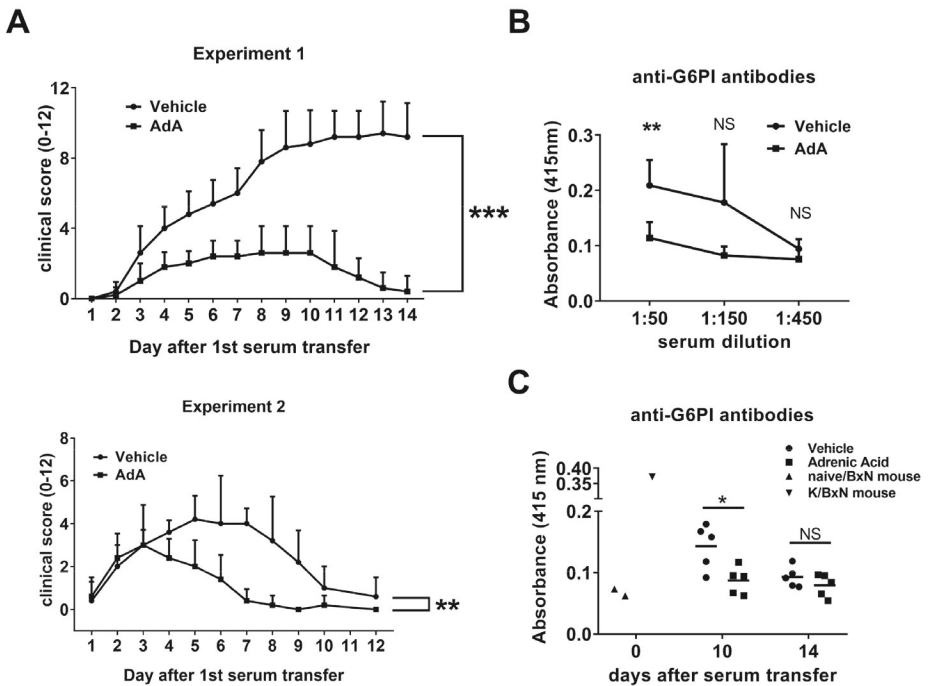 A
Experiment 1
clinical score (0-12)
12
8
4
0
Vehicle
AdA
***
1 2 3 4 5 6 7 8 9 10 11 12 13 14
Day after 1st serum transfer
Experiment 2
clinical score (0-12)
8
6
4
2
0
Vehicle
AdA
**
1 2 3 4 5 6 7 8 9 10 11 12
Day after 1st serum transfer
B
anti-G6PI antibodies
Absorbance (415nm)
0.3
0.2
0.1
0.0
**
NS
NS
Vehicle
AdA
1:50 1:150 1:450
serum dilution
C
anti-G6PI antibodies
Absorbance (415 nm)
0.40
0.35
0.2
0.1
0.0
Vehicle
Adrenic Acid
naive/BxN mouse
K/BxN mouse
*
NS
0 10 14
days after serum transfer